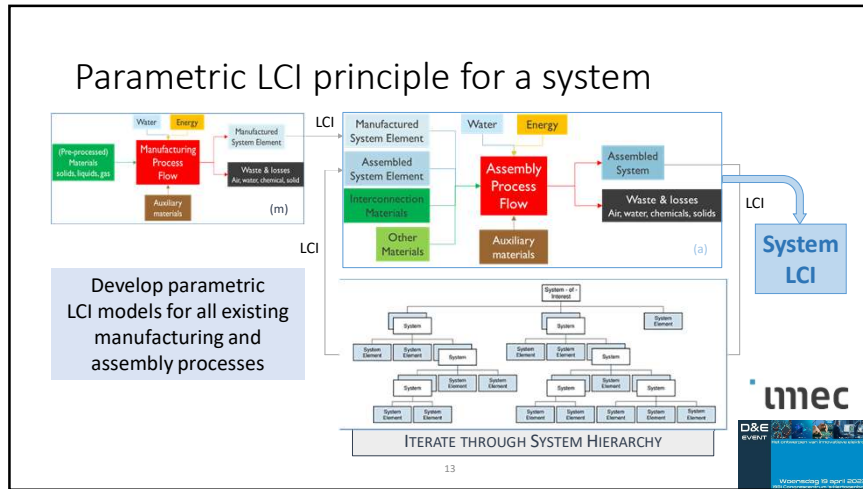 Parametric LCI principle for a system
Water
Energy
(Pre-processed)
Materials
solids, liquids, gas
Manufacturing
Process
Flow
Manufactured
System Element
Waste & losses
Air, water, chemical, solid
Auxiliary
materials
(m)
LCI
Manufactured
System Element
Assembled
System Element
Interconnection
Materials
Other
Materials
Water
Energy
Assembly
Process
Flow
Auxiliary
materials
Assembled
System
Waste & losses
Air, water, chemicals, solids
(a)
LCI
LCI
System
LCI
Develop parametric
LCI models for all existing
manufacturing and
assembly processes
System - of -
Interest
System
System
System
Element
System
Element
System
Element
System
Element
System
System
Element
System
Element
System
System
System
Element
System
Element
System
Element
System
System
Element
System
Element
System
System
Element
System
Element
System
Element
System
Element
System
Element
ITERATE THROUGH SYSTEM HIERARCHY
13
imec
D&E
EVENT
Woensdag 19 april